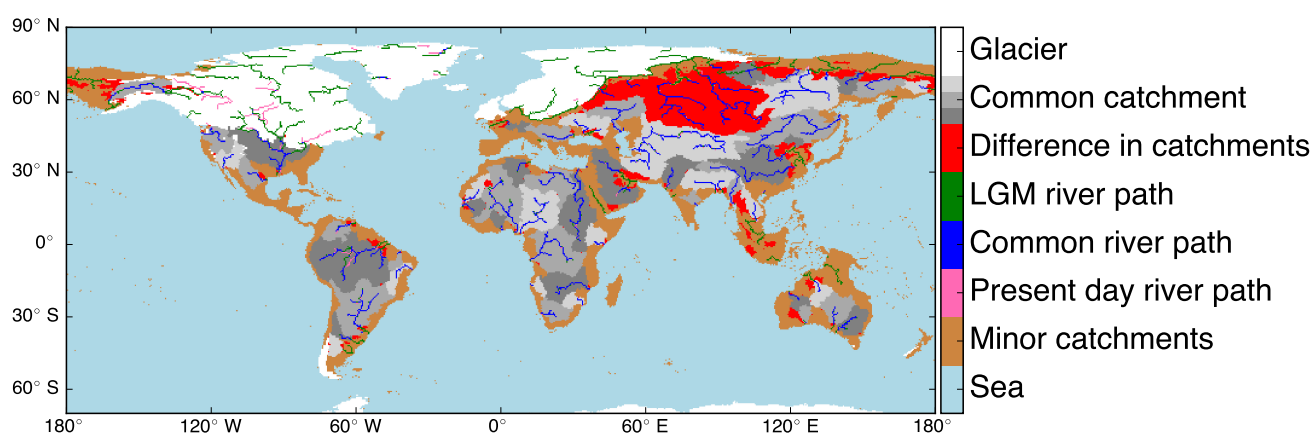 90° N
60° N
30° N
0°
30° S
60° S
180°
120° W
60° W
0°
60° E
120° E
180°
Glacier
Common catchment
Difference in catchments
LGM river path
Common river path
Present day river path
Minor catchments
Sea